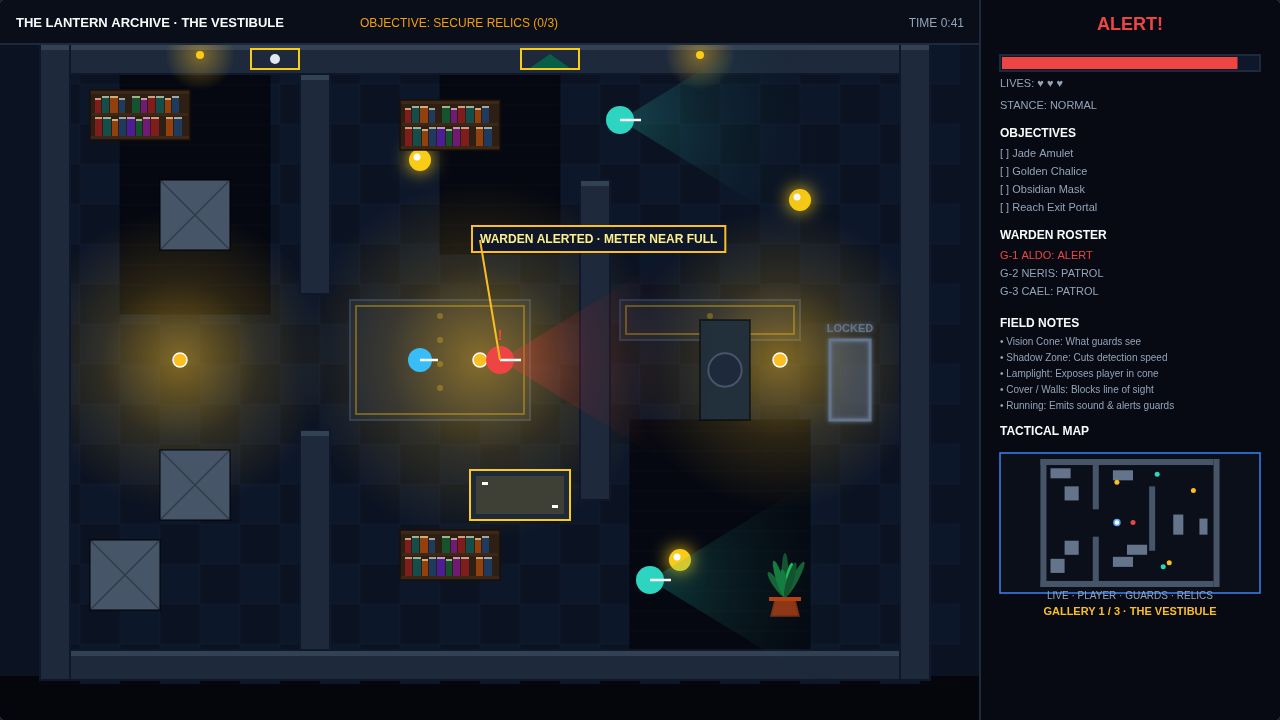 THE LANTERN ARCHIVE · THE VESTIBULE
OBJECTIVE: SECURE RELICS (0/3)
TIME 0:41
WARDEN ALERTED · METER NEAR FULL
!
LOCKED
ALERT!
LIVES: ♥ ♥ ♥
STANCE: NORMAL
OBJECTIVES
[ ] Jade Amulet
[ ] Golden Chalice
[ ] Obsidian Mask
[ ] Reach Exit Portal
WARDEN ROSTER
G-1 ALDO: ALERT
G-2 NERIS: PATROL
G-3 CAEL: PATROL
FIELD NOTES
• Vision Cone: What guards see
• Shadow Zone: Cuts detection speed
• Lamplight: Exposes player in cone
• Cover / Walls: Blocks line of sight
• Running: Emits sound & alerts guards
TACTICAL MAP
LIVE · PLAYER · GUARDS · RELICS
GALLERY 1 / 3 · THE VESTIBULE